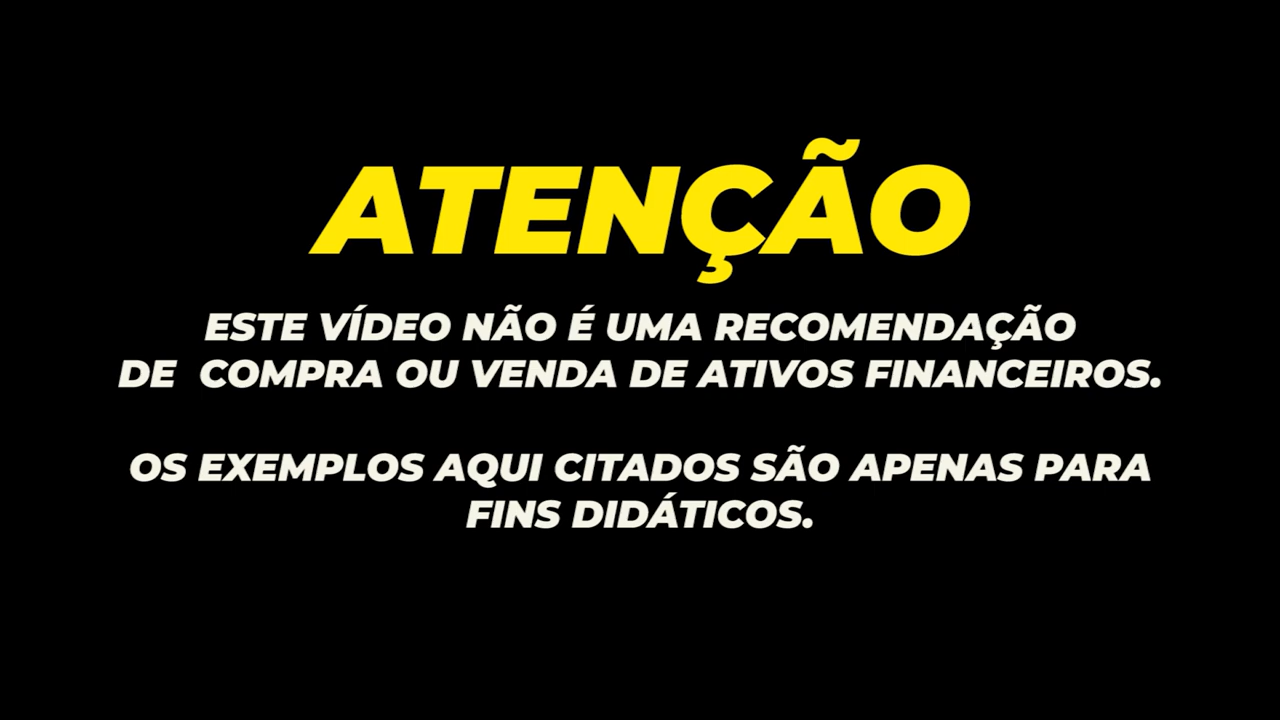 ATENÇÃO
ESTE VÍDEO NÃO É UMA RECOMENDAÇÃO
DE COMPRA OU VENDA DE ATIVOS FINANCEIROS.
OS EXEMPLOS AQUI CITADOS SÃO APENAS PARA
FINS DIDÁTICOS.